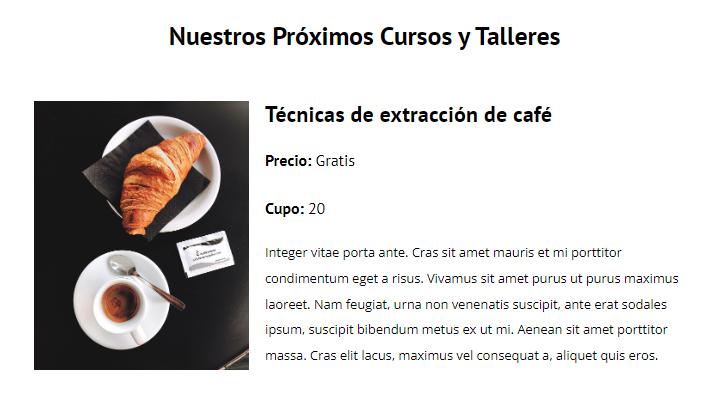 Nuestros Próximos Cursos y Talleres
Técnicas de extracción de café
Precio: Gratis
Cupo: 20
Integer vitae porta ante. Cras sit amet mauris et mi porttitor
condimentum eget a risus. Vivamus sit amet purus ut purus maximus
laoreet. Nam feugiat, urna non venenatis suscipit, ante erat sodales
ipsum, suscipit bibendum metus ex ut mi. Aenean sit amet porttitor
massa. Cras elit lacus, maximus vel consequat a, aliquet quis eros.